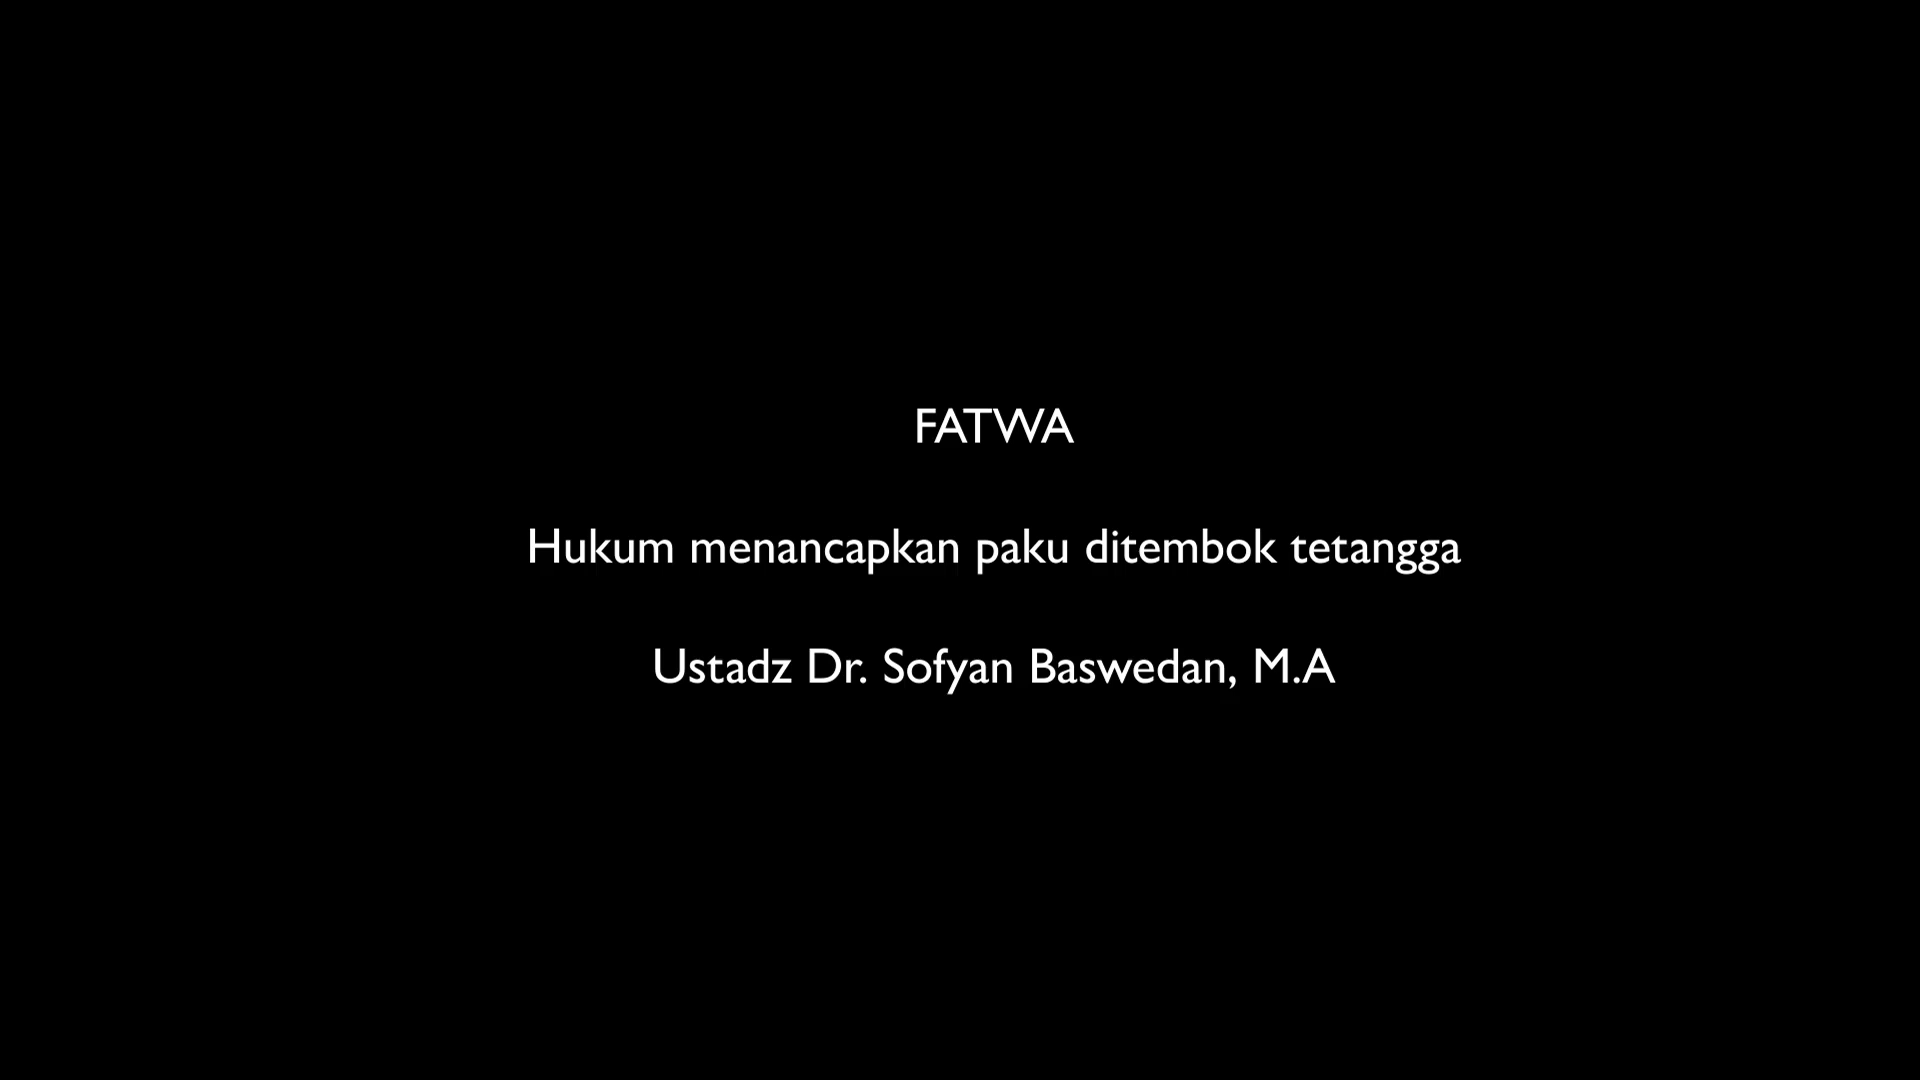 FATWA
Hukum menancapkan paku ditembok tetangga
Ustadz Dr. Sofyan Baswedan, M.A